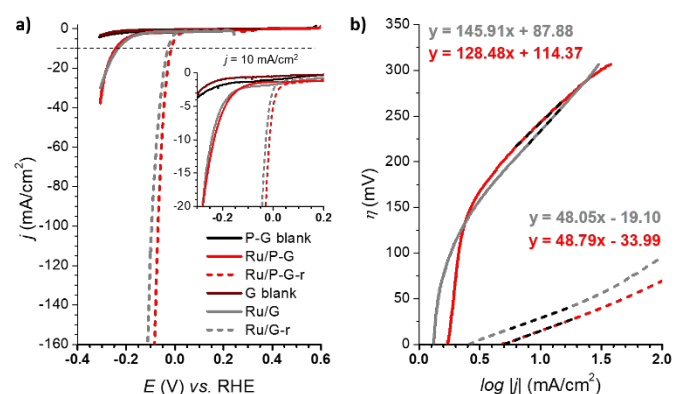 a)
0
-20
-40
-60
-80
-100
-120
-140
-160
j (mA/cm²)
-0.4
-0.2
0.0
0.2
0.4
0.6
E (V) vs. RHE
j = 10 mA/cm²
0
-5
-10
-15
-20
-0.2
0.0
0.2
P-G blank
Ru/P-G
Ru/P-G-r
G blank
Ru/G
Ru/G-r
b)
y = 145.91x + 87.88
y = 128.48x + 114.37
350
300
250
200
150
100
50
0
η (mV)
y = 48.05x - 19.10
y = 48.79x - 33.99
0.0
0.5
1.0
1.5
2.0
log |j| (mA/cm²)